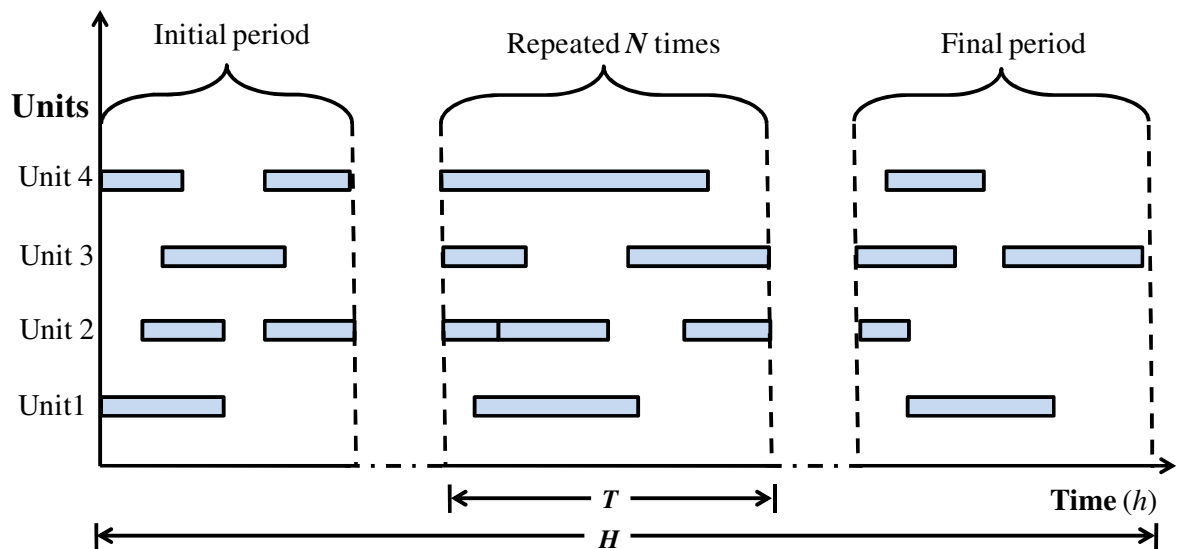 Initial period
Repeated N times
Final period
Units
Unit 4
Unit 3
Unit 2
Unit1
T
Time (h)
H